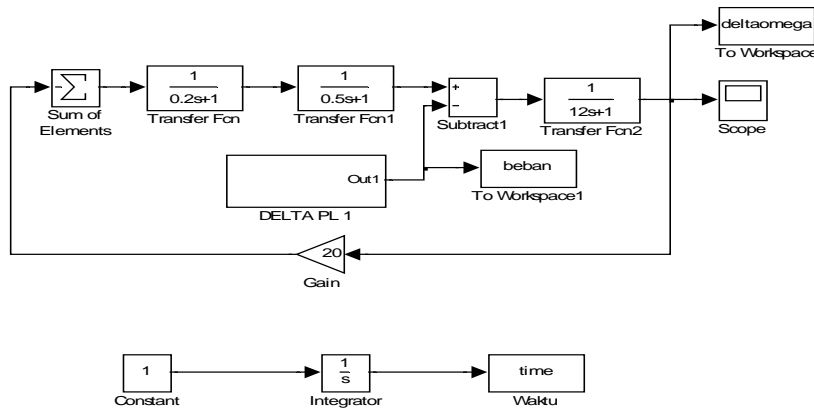 deltaomega
To Workspace
Σ
Sum of
Elements
1
0.2s+1
Transfer Fcn
1
0.5s+1
Transfer Fcn1
+
−
Subtract1
1
12s+1
Transfer Fcn2
Scope
Out1
DELTA PL 1
beban
To Workspace1
20
Gain
1
Constant
1
s
Integrator
time
Waktu